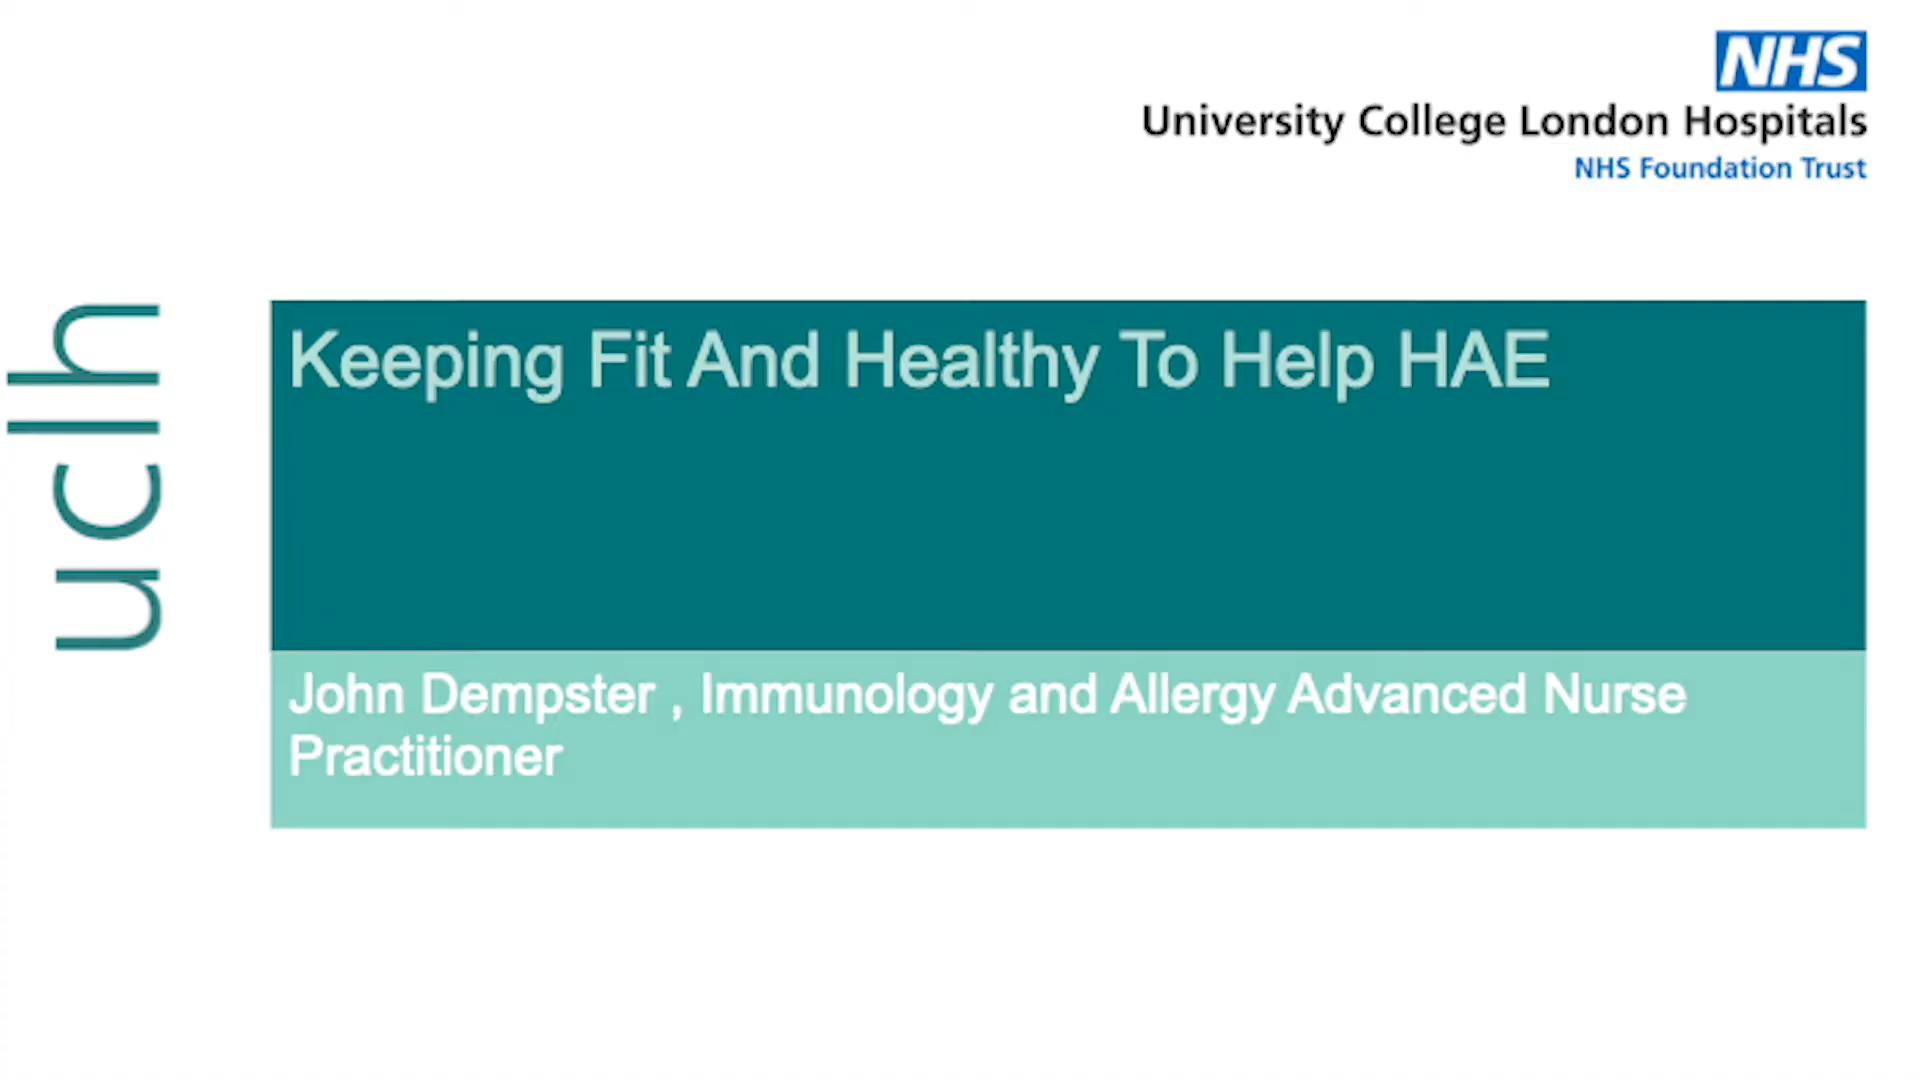 NHS
University College London Hospitals
NHS Foundation Trust
uclh
Keeping Fit And Healthy To Help HAE
John Dempster , Immunology and Allergy Advanced Nurse
Practitioner